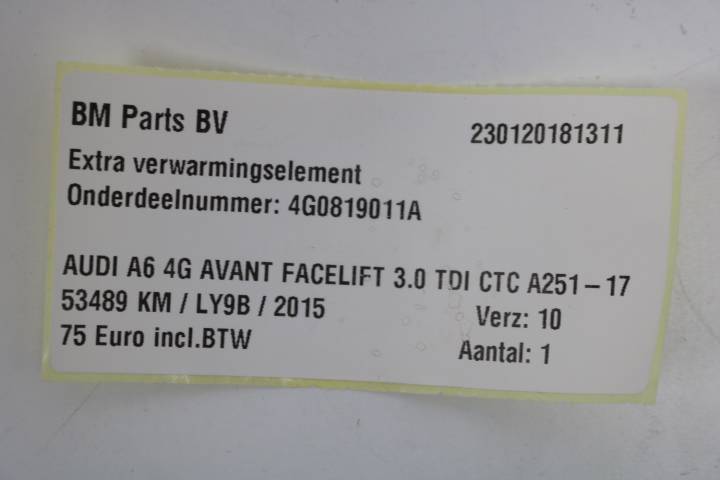 BM Parts BV 230120181311
Extra verwarmingselement
Onderdeelnummer: 4G0819011A
AUDI A6 4G AVANT FACELIFT 3.0 TDI CTC A251-17
53489 KM / LY9B / 2015 Verz: 10
75 Euro incl.BTW Aantal: 1